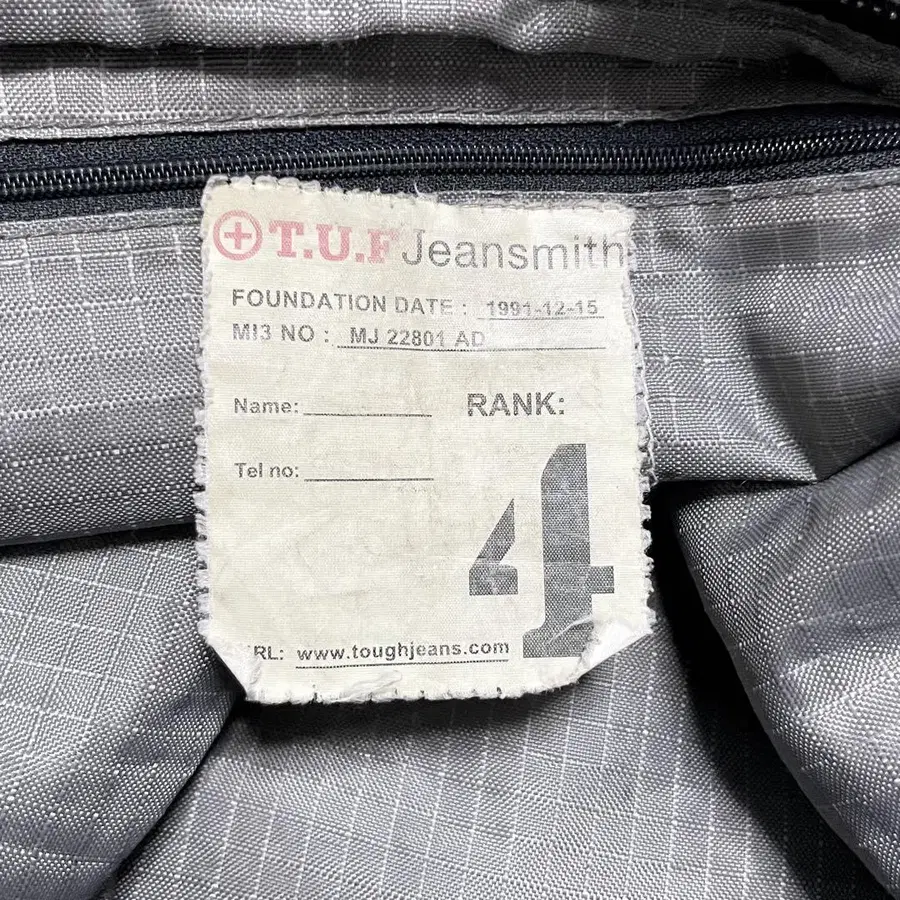 T.U.F Jeansmith
FOUNDATION DATE : 1991-12-15
MI3 NO : MJ 22801 AD
Name:
RANK:
Tel no:
4
URL: www.toughjeans.com